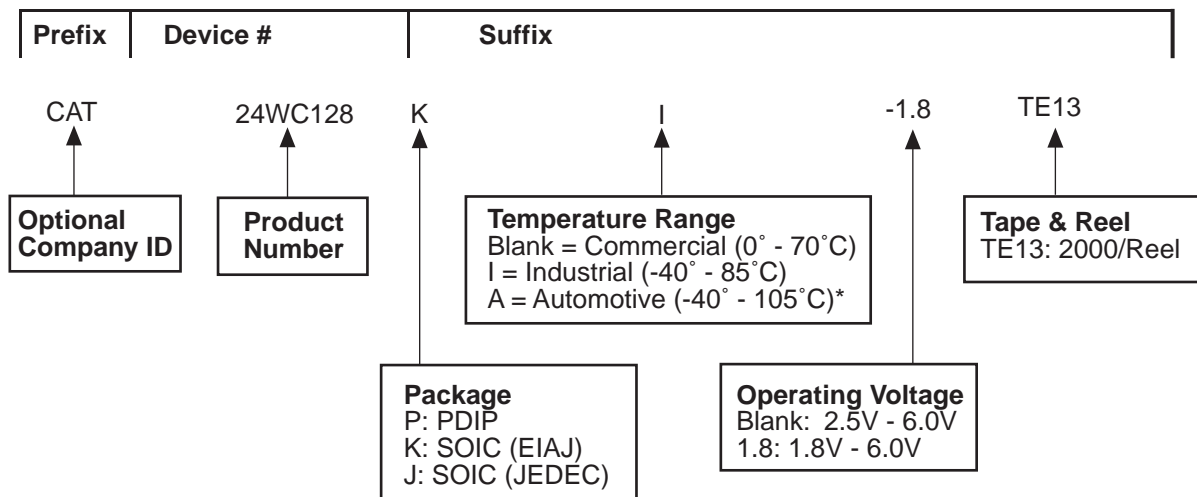 Prefix Device # Suffix
CAT 24WC128 K I -1.8 TE13
Optional
Company ID
Product
Number
Temperature Range
Blank = Commercial (0˚ - 70˚C)
I = Industrial (-40˚ - 85˚C)
A = Automotive (-40˚ - 105˚C)*
Tape & Reel
TE13: 2000/Reel
Package
P: PDIP
K: SOIC (EIAJ)
J: SOIC (JEDEC)
Operating Voltage
Blank: 2.5V - 6.0V
1.8: 1.8V - 6.0V